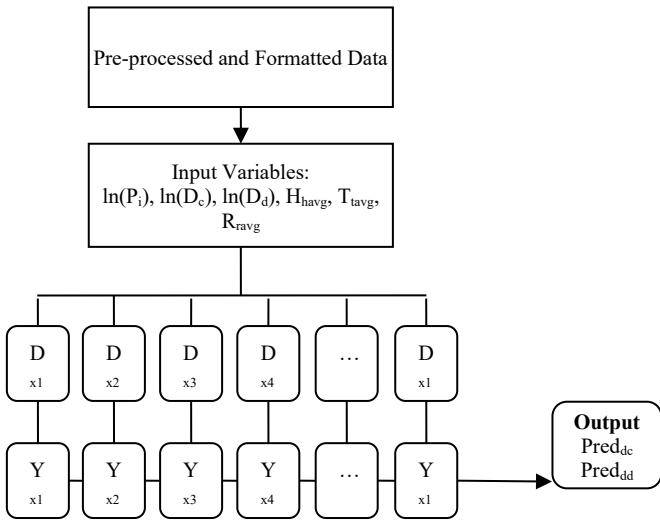 Pre-processed and Formatted Data
Input Variables:
ln(Pi), ln(Dc), ln(Dd), Hhavg, Ttavg,
Rravg
D D D D … D
x1 x2 x3 x4 x1
Y Y Y Y … Y
x1 x2 x3 x4 x1
Output
Preddc
Preddd